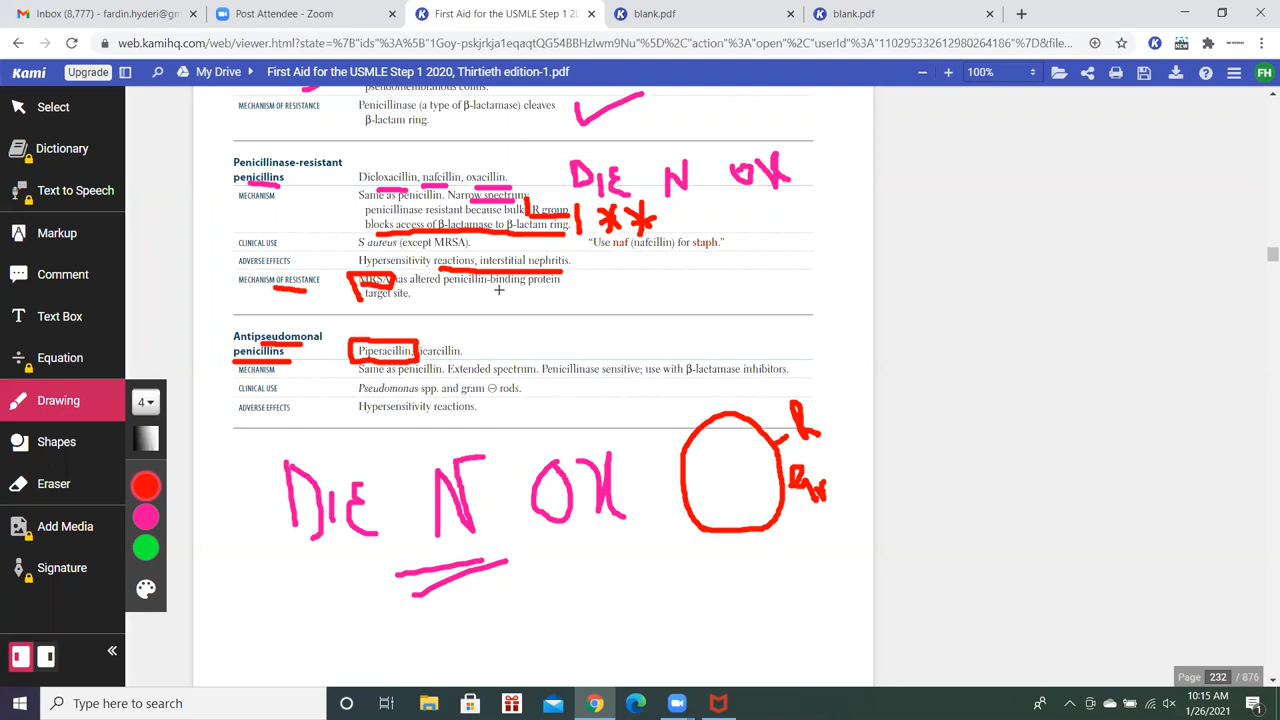 Inbox (8) - fardin.hyderi@gm
Post Attendee - Zoom
First Aid for the USMLE Step 1 20
blank.pdf
blank.pdf
web.kamihq.com/web/viewer.html?state=%7B"ids"%3A%5B"1Goy-pskjrkja1eqaqtQG54BBHzIwm9Nu"%5D%2C"action"%3A"open"%2C"userId"%3A"110295332612980264186"%7D&file...
Kami
Upgrade
My Drive
First Aid for the USMLE Step 1 2020, Thirtieth edition-1.pdf
100%
FH
Select
Dictionary
Text to Speech
Markup
Comment
Text Box
Equation
Drawing
Shapes
Eraser
Add Media
Signature
4
pseudomembranous colitis.
MECHANISM OF RESISTANCE Penicillinase (a type of β-lactamase) cleaves
β-lactam ring.
Penicillinase-resistant
penicillins Dicloxacillin, nafcillin, oxacillin.
DIE N OX
MECHANISM Same as penicillin. Narrow spectrum;
penicillinase resistant because bulky R group
blocks access of β-lactamase to β-lactam ring.
CLINICAL USE S aureus (except MRSA). "Use naf (nafcillin) for staph."
ADVERSE EFFECTS Hypersensitivity reactions, interstitial nephritis.
MECHANISM OF RESISTANCE MRSA has altered penicillin-binding protein
target site.
Antipseudomonal
penicillins Piperacillin, ticarcillin.
MECHANISM Same as penicillin. Extended spectrum. Penicillinase sensitive; use with β-lactamase inhibitors.
CLINICAL USE Pseudomonas spp. and gram ⊖ rods.
ADVERSE EFFECTS Hypersensitivity reactions.
DIE N OX
R
Page 232 / 876
Type here to search
10:15 AM
1/26/2021